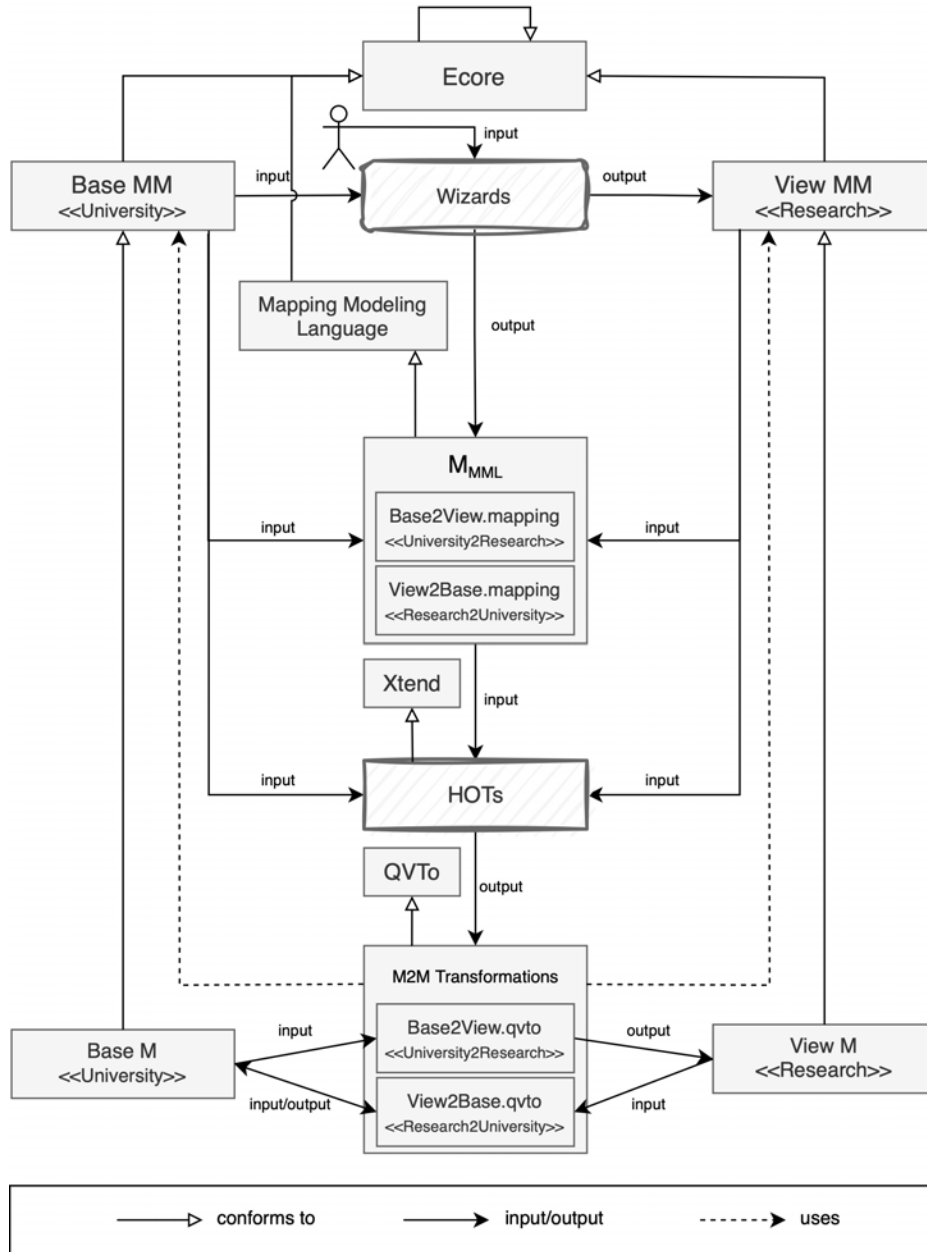 Ecore
input
Base MM
<<University>>
input
Wizards
output
View MM
<<Research>>
Mapping Modeling
Language
output
MMML
Base2View.mapping
<<University2Research>>
View2Base.mapping
<<Research2University>>
input
input
Xtend
input
input
HOTs
input
QVTo
output
M2M Transformations
Base2View.qvto
<<University2Research>>
View2Base.qvto
<<Research2University>>
Base M
<<University>>
input
input/output
output
input
View M
<<Research>>
conforms to
input/output
uses